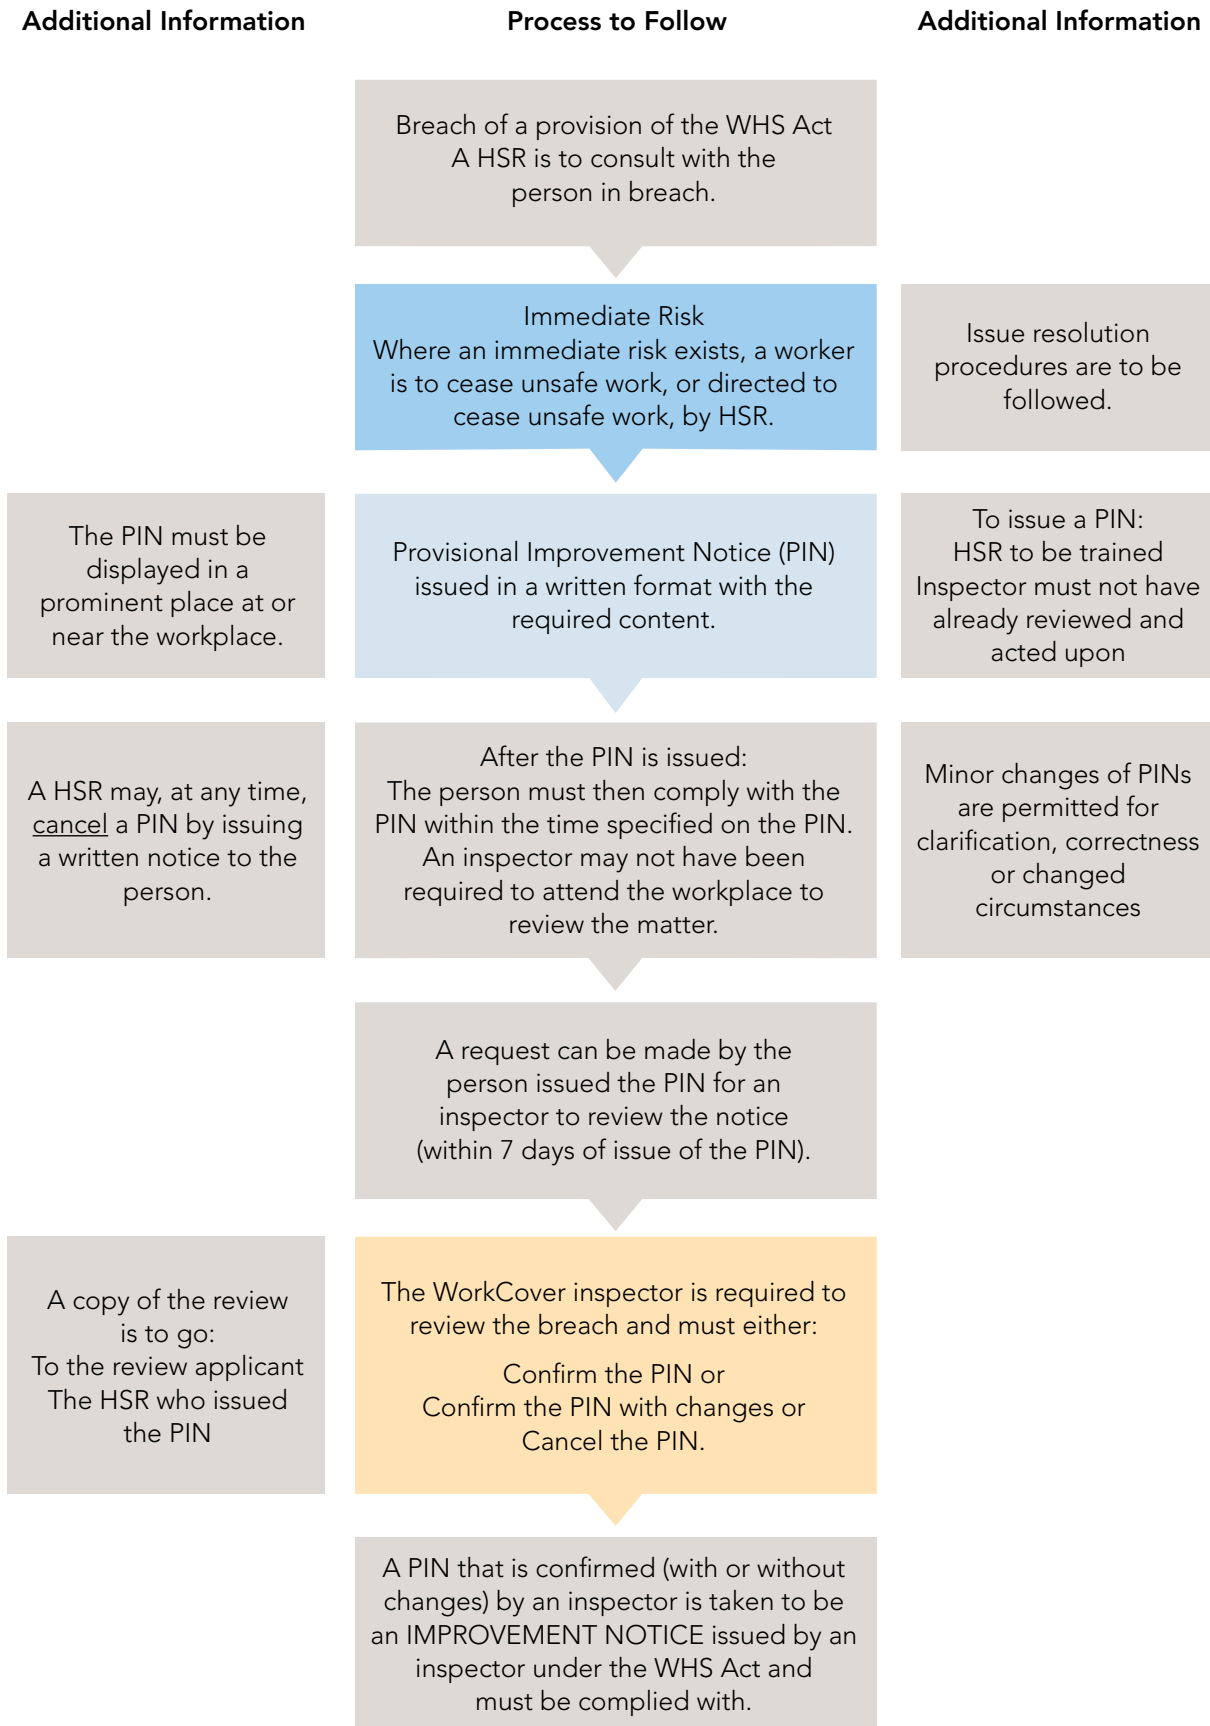 Additional Information
Process to Follow
Additional Information
Breach of a provision of the WHS Act
A HSR is to consult with the
person in breach.
Immediate Risk
Where an immediate risk exists, a worker
is to cease unsafe work, or directed to
cease unsafe work, by HSR.
Issue resolution
procedures are to be
followed.
The PIN must be
displayed in a
prominent place at or
near the workplace.
Provisional Improvement Notice (PIN)
issued in a written format with the
required content.
To issue a PIN:
HSR to be trained
Inspector must not have
already reviewed and
acted upon
A HSR may, at any time,
cancel a PIN by issuing
a written notice to the
person.
After the PIN is issued:
The person must then comply with the
PIN within the time specified on the PIN.
An inspector may not have been
required to attend the workplace to
review the matter.
Minor changes of PINs
are permitted for
clarification, correctness
or changed
circumstances
A request can be made by the
person issued the PIN for an
inspector to review the notice
(within 7 days of issue of the PIN).
A copy of the review
is to go:
To the review applicant
The HSR who issued
the PIN
The WorkCover inspector is required to
review the breach and must either:
Confirm the PIN or
Confirm the PIN with changes or
Cancel the PIN.
A PIN that is confirmed (with or without
changes) by an inspector is taken to be
an IMPROVEMENT NOTICE issued by an
inspector under the WHS Act and
must be complied with.